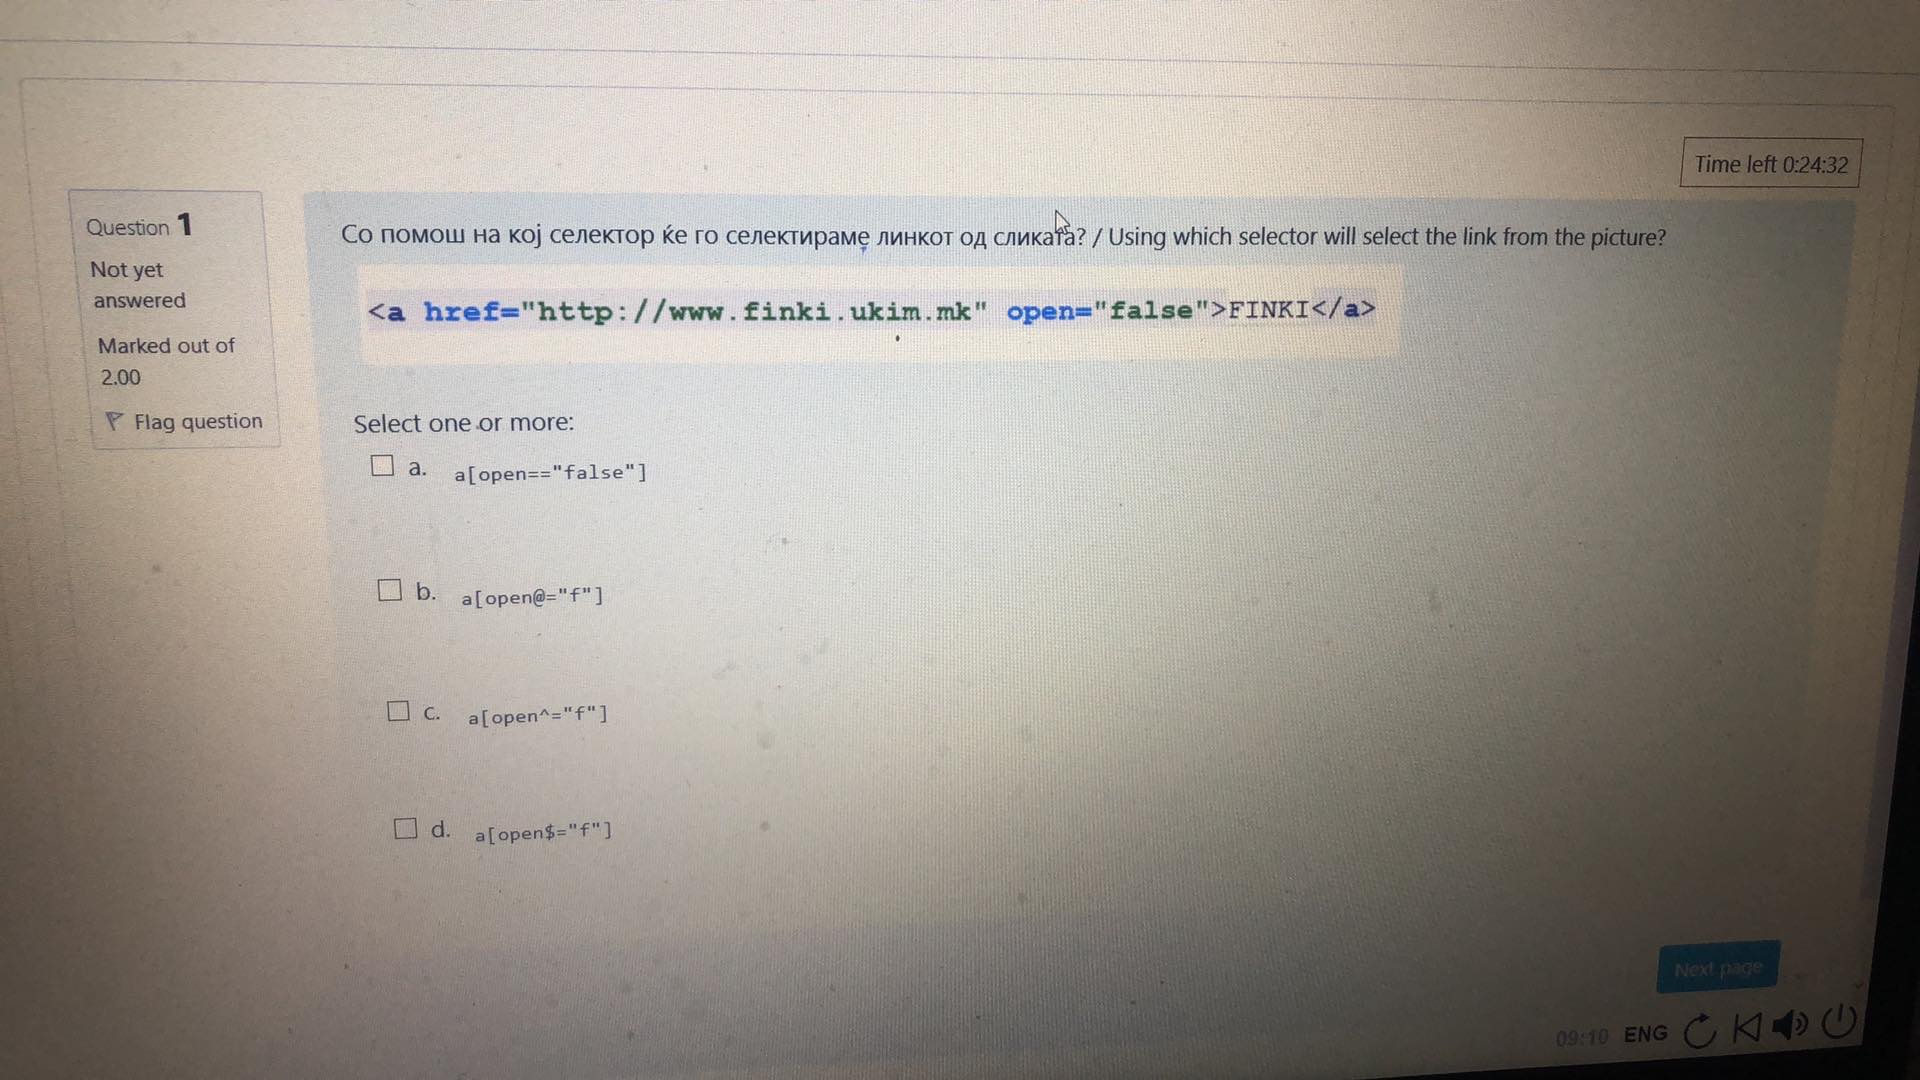 Time left 0:24:32
Question 1
Not yet
answered
Marked out of
2.00
Flag question
Со помош на кој селектор ќе го селектираме линкот од сликата? / Using which selector will select the link from the picture?
<a href="http://www.finki.ukim.mk" open="false">FINKI</a>
Select one or more:
a. a[open=="false"]
b. a[open@="f"]
c. a[open^="f"]
d. a[open$="f"]
Next page
09:10 ENG